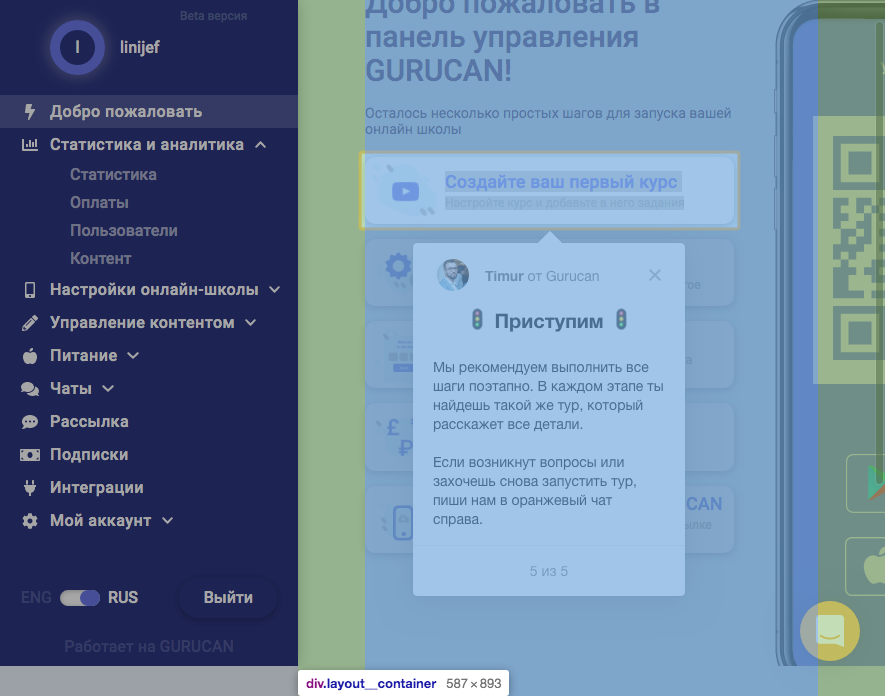 Beta версия
I
linijef
Добро пожаловать
Статистика и аналитика
Статистика
Оплаты
Пользователи
Контент
Настройки онлайн-школы
Управление контентом
Питание
Чаты
Рассылка
Подписки
Интеграции
Мой аккаунт
ENG
RUS
Выйти
Работает на GURUCAN
Добро пожаловать в
панель управления
GURUCAN!
Осталось несколько простых шагов для запуска вашей
онлайн школы
Создайте ваш первый курс
Настройте курс и добавьте в него задания
Timur от Gurucan
Приступим
Мы рекомендуем выполнить все
шаги поэтапно. В каждом этапе ты
найдешь такой же тур, который
расскажет все детали.
Если возникнут вопросы или
захочешь снова запустить тур,
пиши нам в оранжевый чат
справа.
5 из 5
div.layout__container 587 × 893